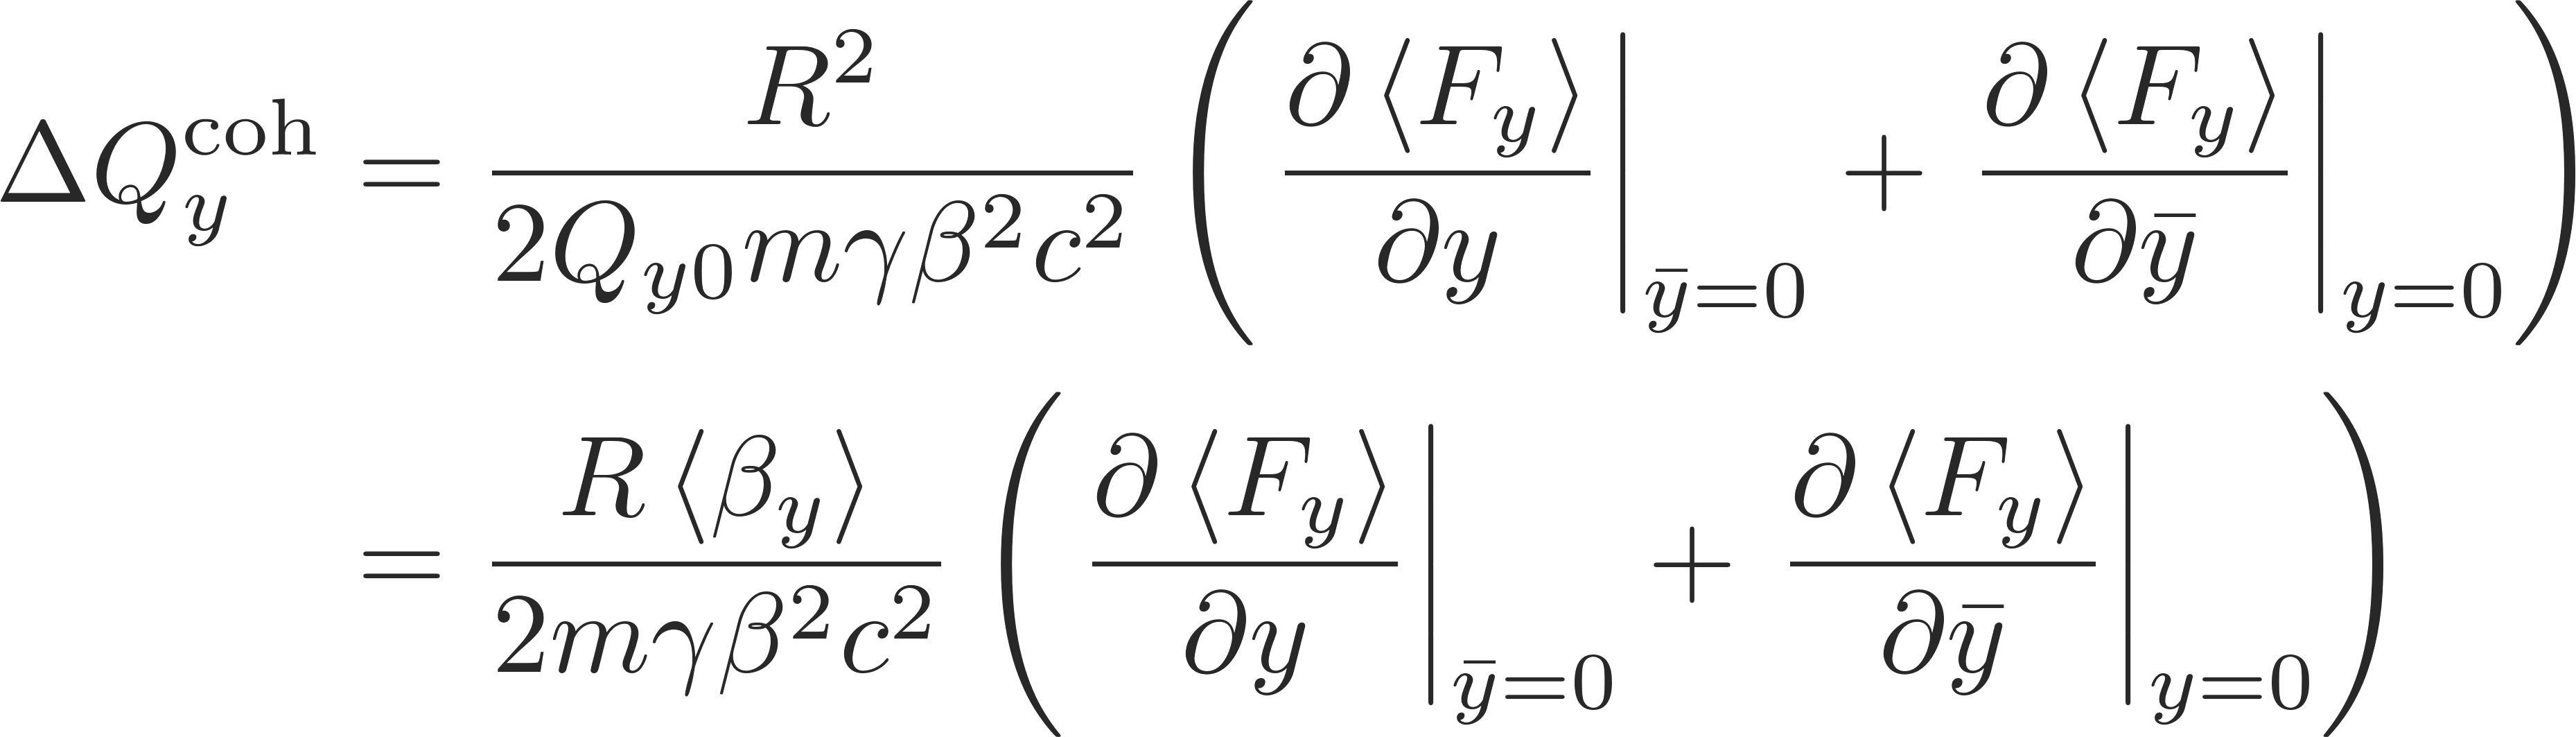 \Delta Q_y^{\mathrm{coh}} = \frac{R^2}{2Q_{y0}m\gamma\beta^2c^2} \left( \left. \frac{\partial \langle F_y \rangle}{\partial y} \right|_{\bar{y}=0} + \left. \frac{\partial \langle F_y \rangle}{\partial \bar{y}} \right|_{y=0} \right)
= \frac{R \langle \beta_y \rangle}{2m\gamma\beta^2c^2} \left( \left. \frac{\partial \langle F_y \rangle}{\partial y} \right|_{\bar{y}=0} + \left. \frac{\partial \langle F_y \rangle}{\partial \bar{y}} \right|_{y=0} \right)